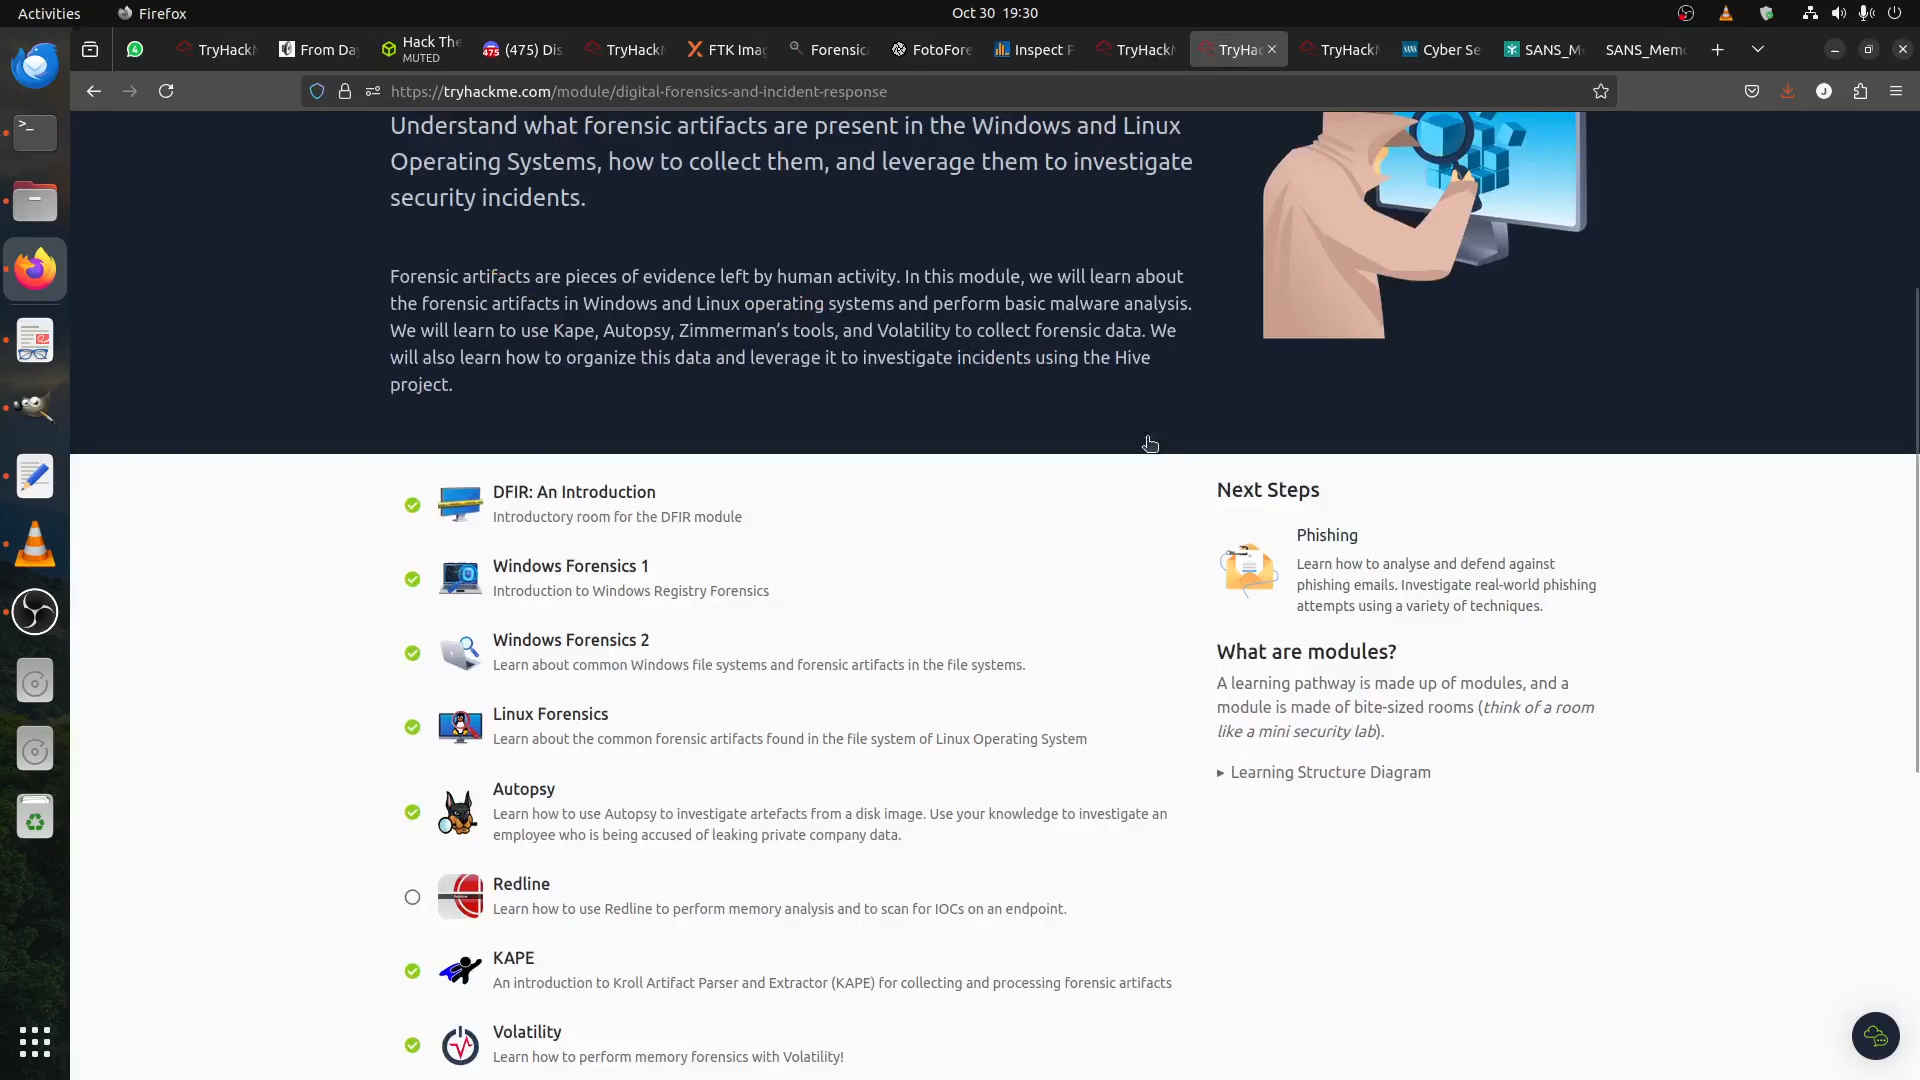 Activities
Firefox
Oct 30 19:30
TryHackM
From Day
Hack The
MUTED
(475) Dis
TryHackM
FTK Imag
Forensic
FotoFore
Inspect P
TryHackM
TryHac
TryHackM
Cyber Se
SANS_M
SANS_Memo
https://tryhackme.com/module/digital-forensics-and-incident-response
Understand what forensic artifacts are present in the Windows and Linux
Operating Systems, how to collect them, and leverage them to investigate
security incidents.
Forensic artifacts are pieces of evidence left by human activity. In this module, we will learn about
the forensic artifacts in Windows and Linux operating systems and perform basic malware analysis.
We will learn to use Kape, Autopsy, Zimmerman’s tools, and Volatility to collect forensic data. We
will also learn how to organize this data and leverage it to investigate incidents using the Hive
project.
DFIR: An Introduction
Introductory room for the DFIR module
Windows Forensics 1
Introduction to Windows Registry Forensics
Windows Forensics 2
Learn about common Windows file systems and forensic artifacts in the file systems.
Linux Forensics
Learn about the common forensic artifacts found in the file system of Linux Operating System
Autopsy
Learn how to use Autopsy to investigate artefacts from a disk image. Use your knowledge to investigate an
employee who is being accused of leaking private company data.
Redline
Learn how to use Redline to perform memory analysis and to scan for IOCs on an endpoint.
KAPE
An introduction to Kroll Artifact Parser and Extractor (KAPE) for collecting and processing forensic artifacts
Volatility
Learn how to perform memory forensics with Volatility!
Next Steps
Phishing
Learn how to analyse and defend against
phishing emails. Investigate real-world phishing
attempts using a variety of techniques.
What are modules?
A learning pathway is made up of modules, and a
module is made of bite-sized rooms (think of a room
like a mini security lab).
Learning Structure Diagram